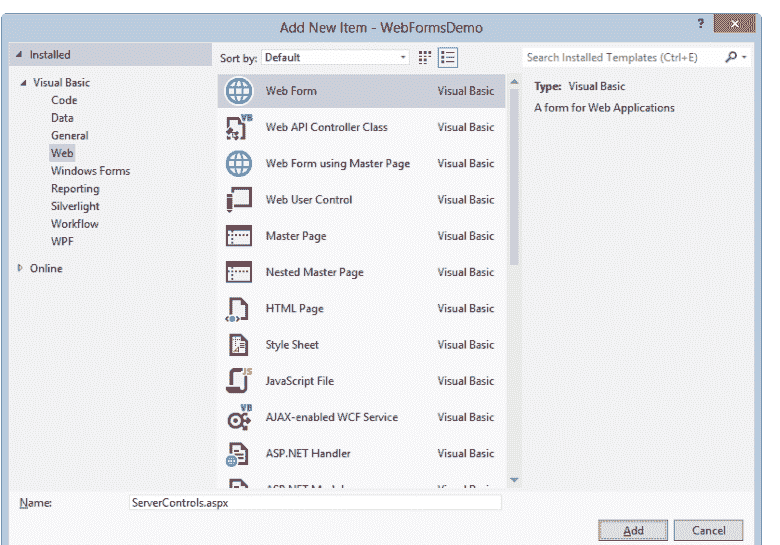 Add New Item - WebFormsDemo
?
Installed
Sort by: Default
Search Installed Templates (Ctrl+E)
Visual Basic
Code
Data
General
Web
Windows Forms
Reporting
Silverlight
Workflow
WPF
Online
Web Form Visual Basic
VB
Web API Controller Class Visual Basic
Web Form using Master Page Visual Basic
Web User Control Visual Basic
Master Page Visual Basic
Nested Master Page Visual Basic
HTML Page Visual Basic
Style Sheet Visual Basic
JS
JavaScript File Visual Basic
VB
AJAX-enabled WCF Service Visual Basic
ASP.NET Handler Visual Basic
Type: Visual Basic
A form for Web Applications
Name: ServerControls.aspx
Add Cancel